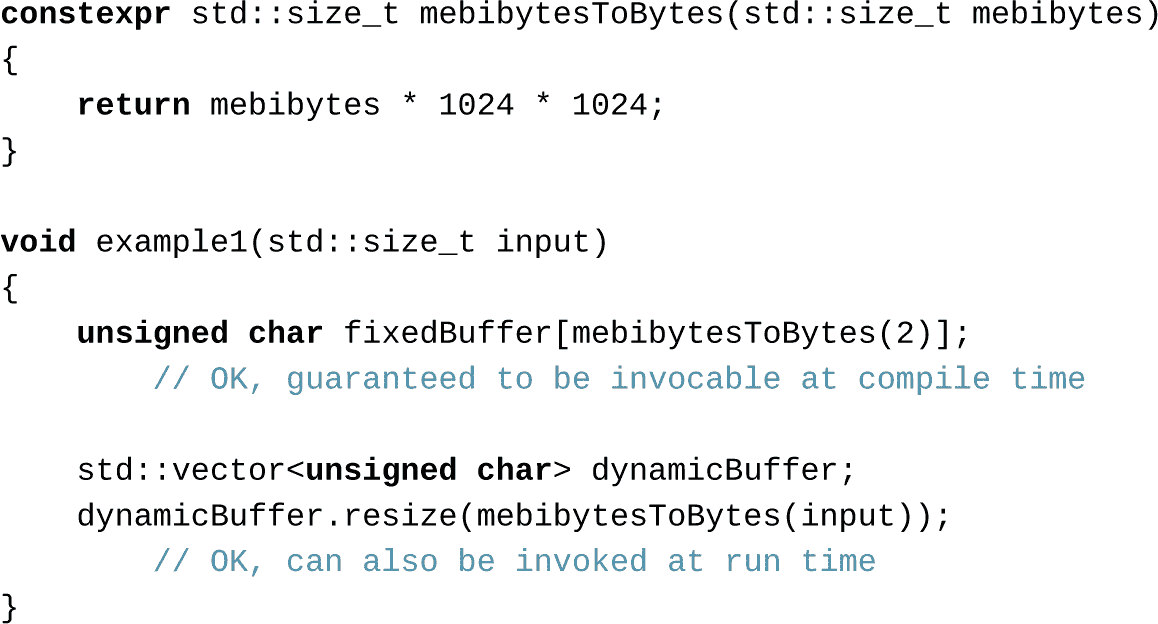 constexpr std::size_t mebibytesToBytes(std::size_t mebibytes)
{
    return mebibytes * 1024 * 1024;
}

void example1(std::size_t input)
{
    unsigned char fixedBuffer[mebibytesToBytes(2)];
        // OK, guaranteed to be invocable at compile time

    std::vector<unsigned char> dynamicBuffer;
    dynamicBuffer.resize(mebibytesToBytes(input));
        // OK, can also be invoked at run time
}